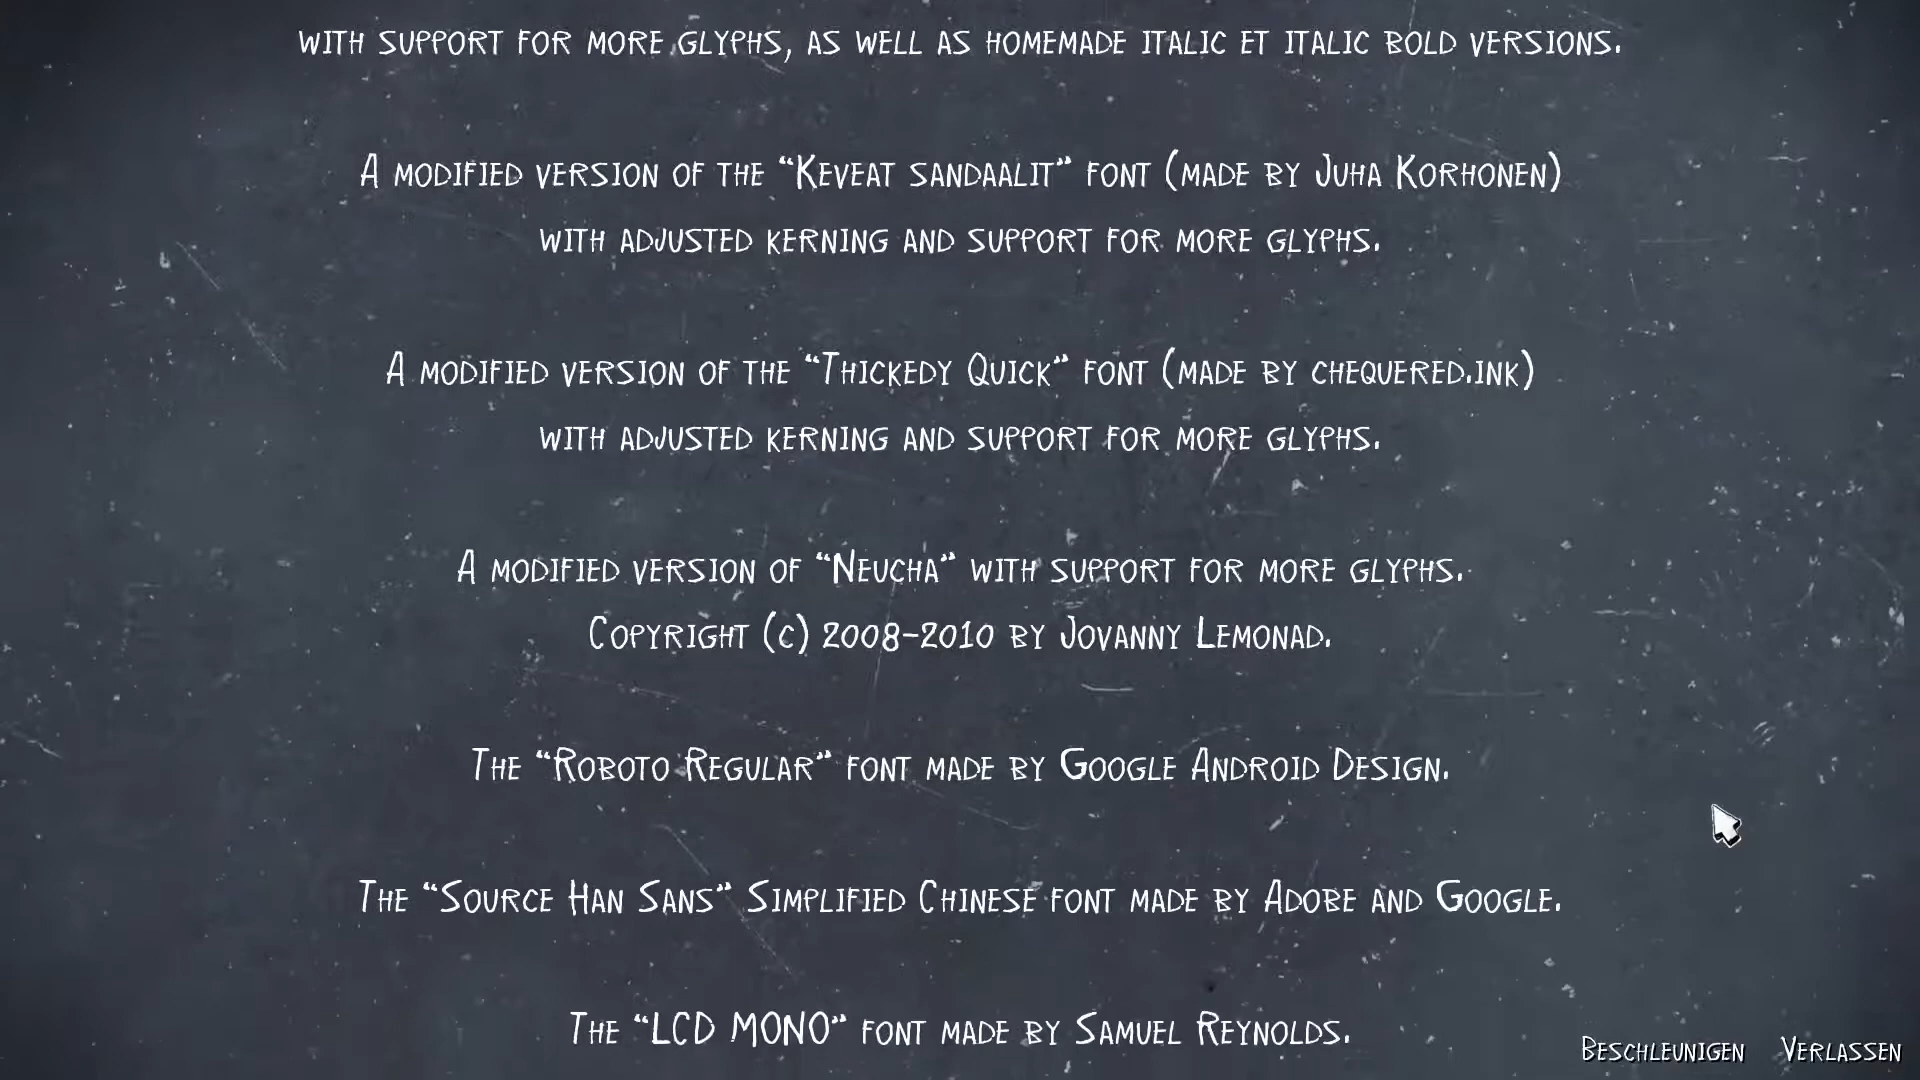 with support for more glyphs, as well as homemade italic et italic bold versions.
A modified version of the “Keveat sandaalit” font (made by Juha Korhonen)
with adjusted kerning and support for more glyphs.
A modified version of the “Thickedy Quick” font (made by chequered.ink)
with adjusted kerning and support for more glyphs.
A modified version of “Neucha” with support for more glyphs.
Copyright (c) 2008-2010 by Jovanny Lemonad.
The “Roboto Regular” font made by Google Android Design.
The “Source Han Sans” Simplified Chinese font made by Adobe and Google.
The “LCD MONO” font made by Samuel Reynolds.
Beschleunigen Verlassen